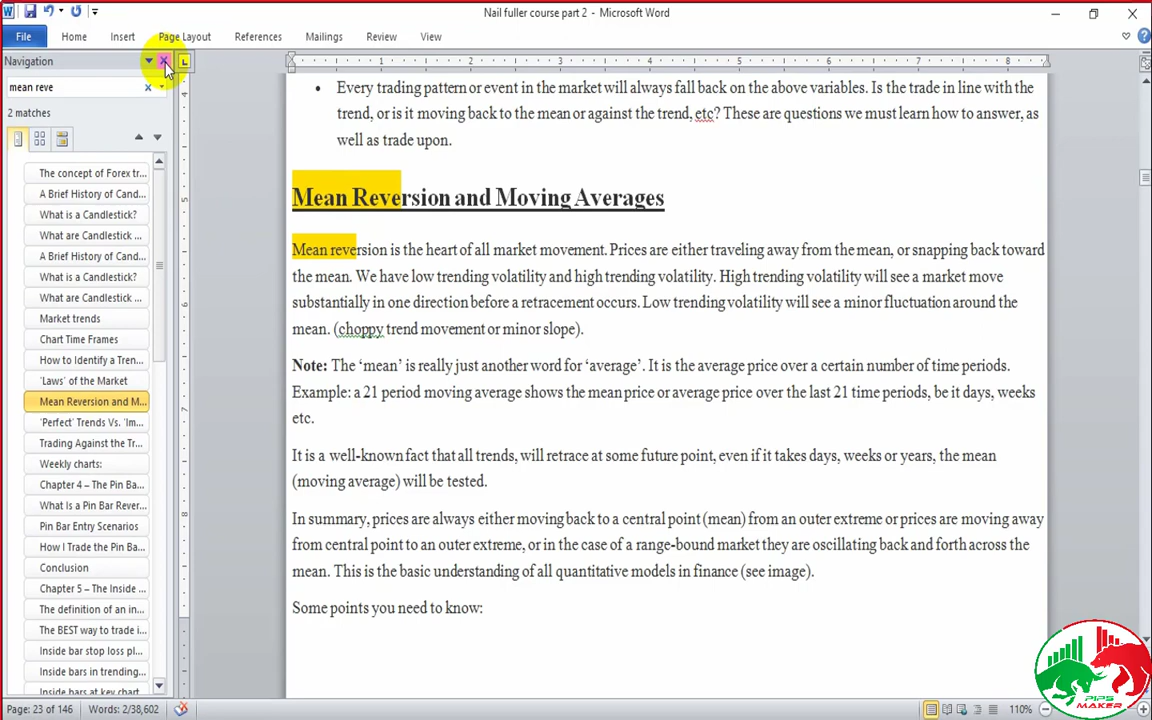 Nail fuller course part 2 - Microsoft Word
File Home Insert Page Layout References Mailings Review View
Navigation
mean reve
2 matches
The concept of Forex tr...
A Brief History of Cand...
What is a Candlestick?
What are Candlestick ...
A Brief History of Cand...
What is a Candlestick?
What are Candlestick ...
Market trends
Chart Time Frames
How to Identify a Tren...
'Laws' of the Market
Mean Reversion and M...
'Perfect' Trends Vs. 'Im...
Trading Against the Tr...
Weekly charts:
Chapter 4 – The Pin Ba...
What Is a Pin Bar Rever...
Pin Bar Entry Scenarios
How I Trade the Pin Ba...
Conclusion
Chapter 5 – The Inside ...
The definition of an in...
The BEST way to trade i...
Inside bar stop loss pl...
Inside bars in trending...
Inside bars at key chart
1 2 3 4 5 6 7 8
4
5
6
7
8
• Every trading pattern or event in the market will always fall back on the above variables. Is the trade in line with the
trend, or is it moving back to the mean or against the trend, etc? These are questions we must learn how to answer, as
well as trade upon.
Mean Reversion and Moving Averages
Mean reversion is the heart of all market movement. Prices are either traveling away from the mean, or snapping back toward
the mean. We have low trending volatility and high trending volatility. High trending volatility will see a market move
substantially in one direction before a retracement occurs. Low trending volatility will see a minor fluctuation around the
mean. (choppy trend movement or minor slope).
Note: The ‘mean’ is really just another word for ‘average’. It is the average price over a certain number of time periods.
Example: a 21 period moving average shows the mean price or average price over the last 21 time periods, be it days, weeks
etc.
It is a well-known fact that all trends, will retrace at some future point, even if it takes days, weeks or years, the mean
(moving average) will be tested.
In summary, prices are always either moving back to a central point (mean) from an outer extreme or prices are moving away
from central point to an outer extreme, or in the case of a range-bound market they are oscillating back and forth across the
mean. This is the basic understanding of all quantitative models in finance (see image).
Some points you need to know:
PIPS
MAKER
Page: 23 of 146 Words: 2/38,602 110%